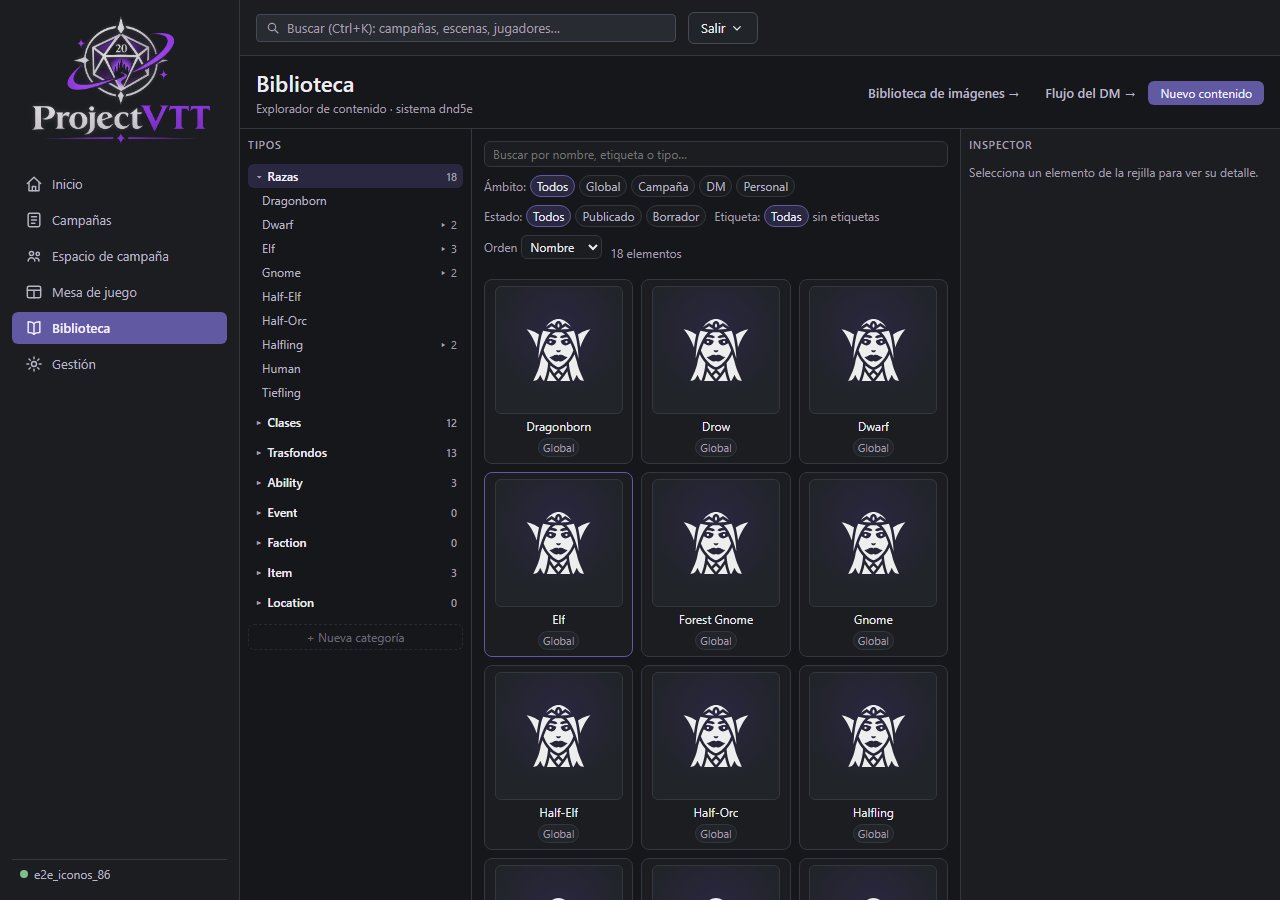 20
ProjectVTT
Inicio
Campañas
Espacio de campaña
Mesa de juego
Biblioteca
Gestión
e2e_iconos_86
Buscar (Ctrl+K): campañas, escenas, jugadores...
Salir
Biblioteca
Explorador de contenido · sistema dnd5e
Biblioteca de imágenes →
Flujo del DM →
Nuevo contenido
TIPOS
Razas 18
Dragonborn
Dwarf 2
Elf 3
Gnome 2
Half-Elf
Half-Orc
Halfling 2
Human
Tiefling
Clases 12
Trasfondos 13
Ability 3
Event 0
Faction 0
Item 3
Location 0
+ Nueva categoría
Buscar por nombre, etiqueta o tipo...
Ámbito: Todos Global Campaña DM Personal
Estado: Todos Publicado Borrador Etiqueta: Todas sin etiquetas
Orden Nombre 18 elementos
Dragonborn
Global
Drow
Global
Dwarf
Global
Elf
Global
Forest Gnome
Global
Gnome
Global
Half-Elf
Global
Half-Orc
Global
Halfling
Global
INSPECTOR
Selecciona un elemento de la rejilla para ver su detalle.